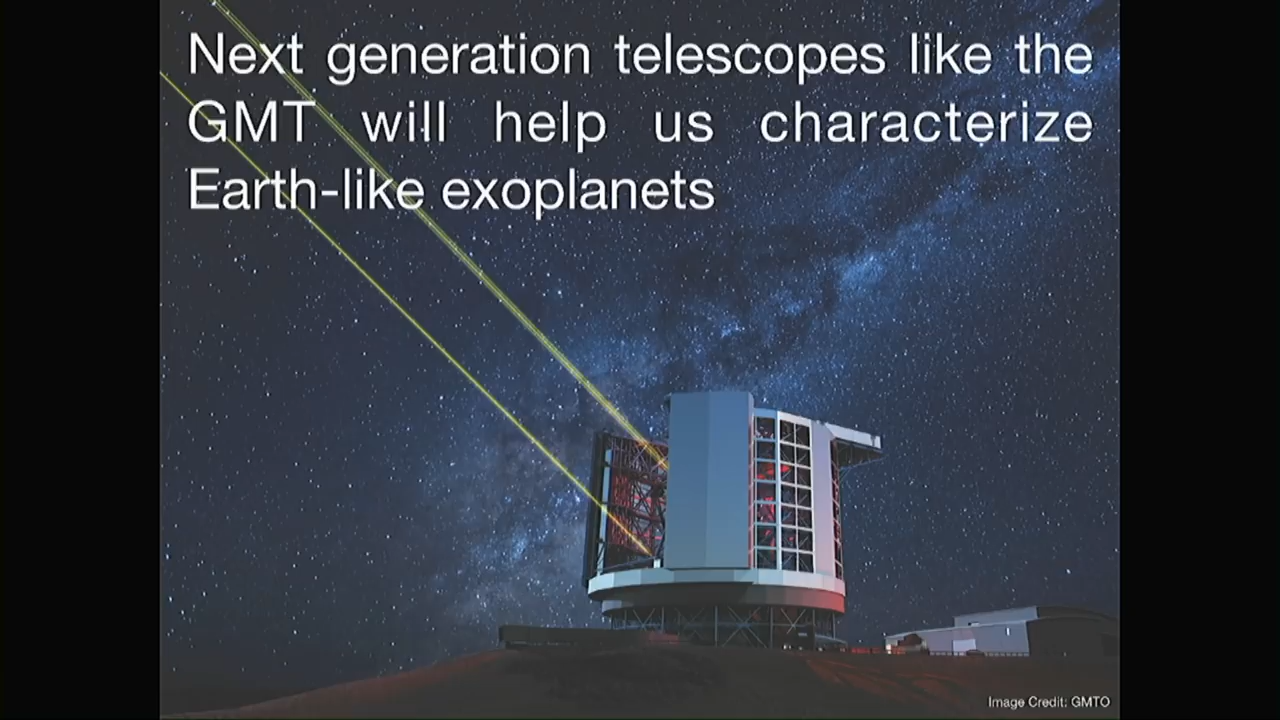 Next generation telescopes like the
GMT will help us characterize
Earth-like exoplanets
Image Credit: GMTO